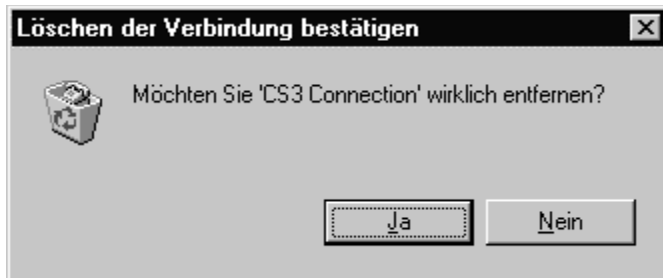 Löschen der Verbindung bestätigen
Möchten Sie 'CS3 Connection' wirklich entfernen?
Ja
Nein